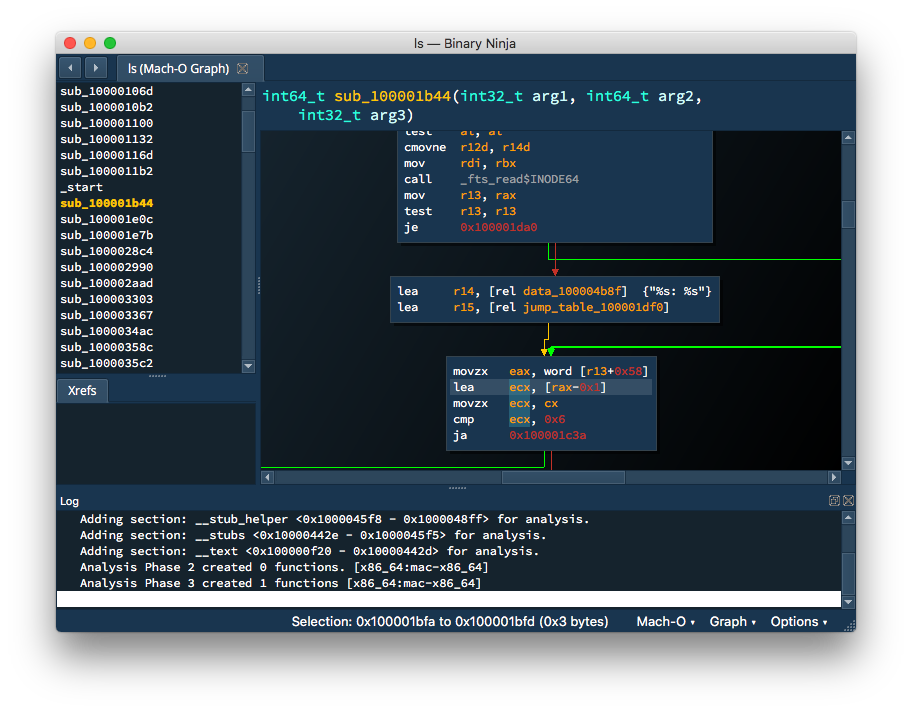 ls — Binary Ninja
ls (Mach-O Graph)
sub_10000106d
sub_1000010b2
sub_100001100
sub_100001132
sub_10000116d
sub_1000011b2
_start
sub_100001b44
sub_100001e0c
sub_100001e7b
sub_1000028c4
sub_100002990
sub_100002aad
sub_100003303
sub_100003367
sub_1000034ac
sub_10000358c
sub_1000035c2
Xrefs
int64_t sub_100001b44(int32_t arg1, int64_t arg2,
int32_t arg3)
test al, al
cmovne r12d, r14d
mov rdi, rbx
call _fts_read$INODE64
mov r13, rax
test r13, r13
je 0x100001da0
lea r14, [rel data_100004b8f] {"%s: %s"}
lea r15, [rel jump_table_100001df0]
movzx eax, word [r13+0x58]
lea ecx, [rax-0x1]
movzx ecx, cx
cmp ecx, 0x6
ja 0x100001c3a
Log
Adding section: __stub_helper <0x1000045f8 - 0x1000048ff> for analysis.
Adding section: __stubs <0x10000442e - 0x1000045f5> for analysis.
Adding section: __text <0x100000f20 - 0x10000442d> for analysis.
Analysis Phase 2 created 0 functions. [x86_64:mac-x86_64]
Analysis Phase 3 created 1 functions [x86_64:mac-x86_64]
Selection: 0x100001bfa to 0x100001bfd (0x3 bytes) Mach-O Graph Options